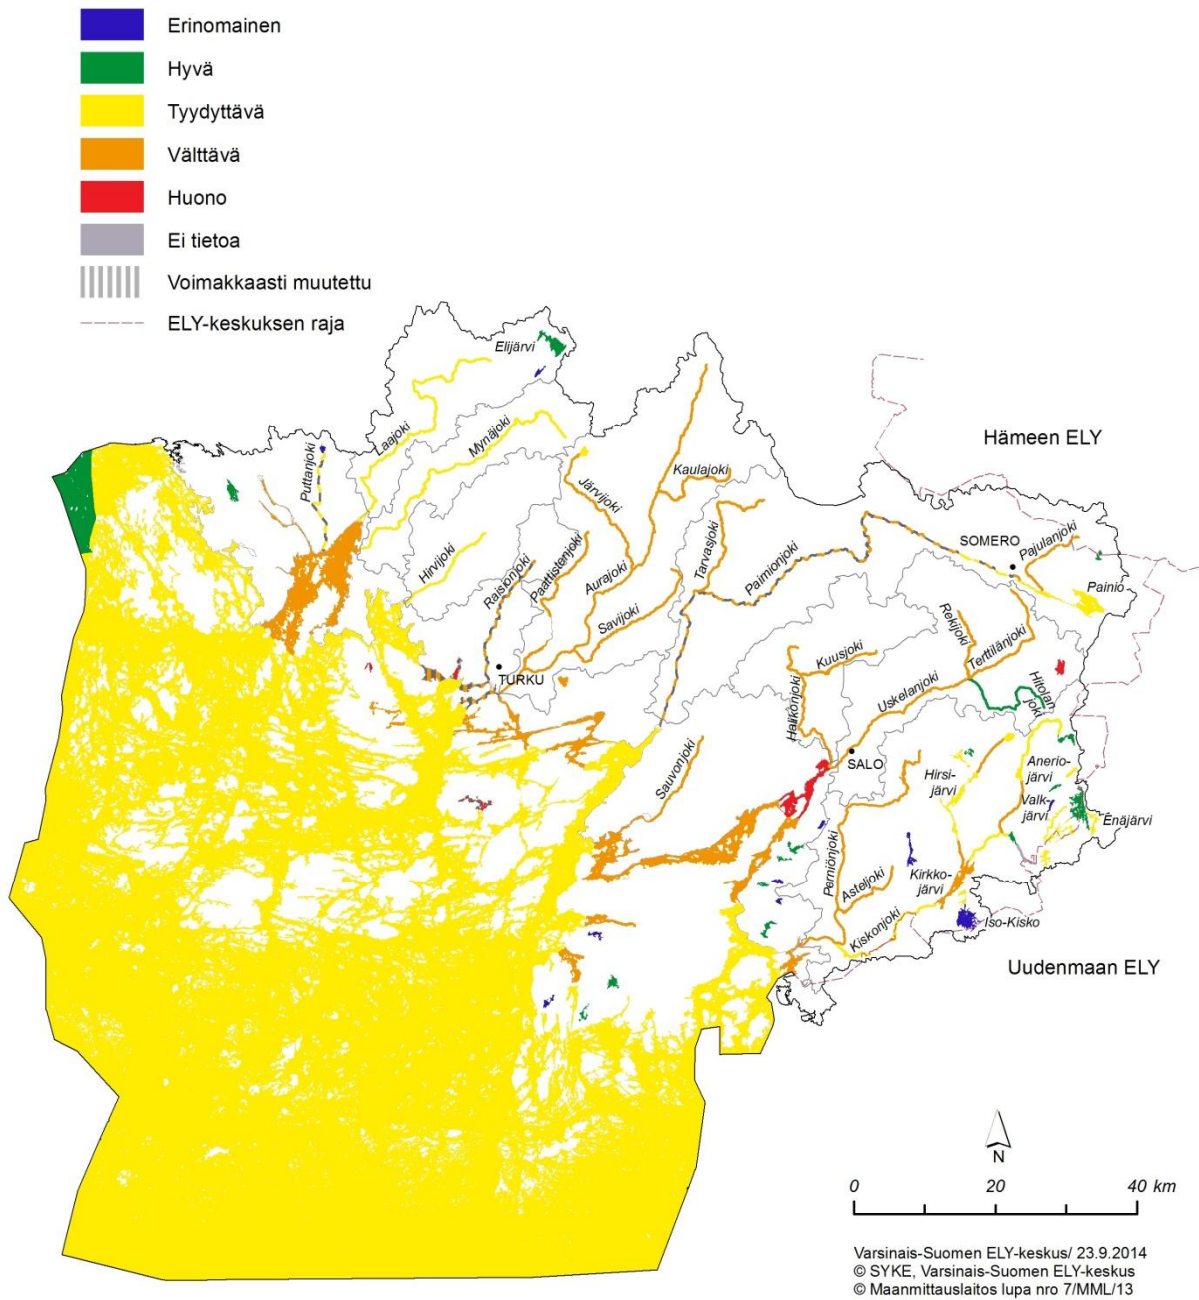 Erinomainen
Hyvä
Tyydyttävä
Välttävä
Huono
Ei tietoa
Voimakkaasti muutettu
ELY-keskuksen raja
Elijärvi
Laajoki
Mynäjoki
Puttanjoki
Hämeen ELY
Kaulajoki
Järvijoki
Hirvijoki
Raisionjoki
Paattistenjoki
Aurajoki
Savijoki
Tarvasjoki
Paimionjoki
SOMERO
Pajulanjoki
Painio
TURKU
Rekijoki
Terttilänjoki
Kuusjoki
Halikonjoki
Uskelanjoki
Hitolan-
joki
SALO
Sauvonjoki
Hirsi-
järvi
Anerio-
järvi
Valk-
järvi
Enäjärvi
Perniönjoki
Asteljoki
Kirkko-
järvi
Kiskonjoki
Iso-Kisko
Uudenmaan ELY
N
0 20 40 km
Varsinais-Suomen ELY-keskus/ 23.9.2014
© SYKE, Varsinais-Suomen ELY-keskus
© Maanmittauslaitos lupa nro 7/MML/13